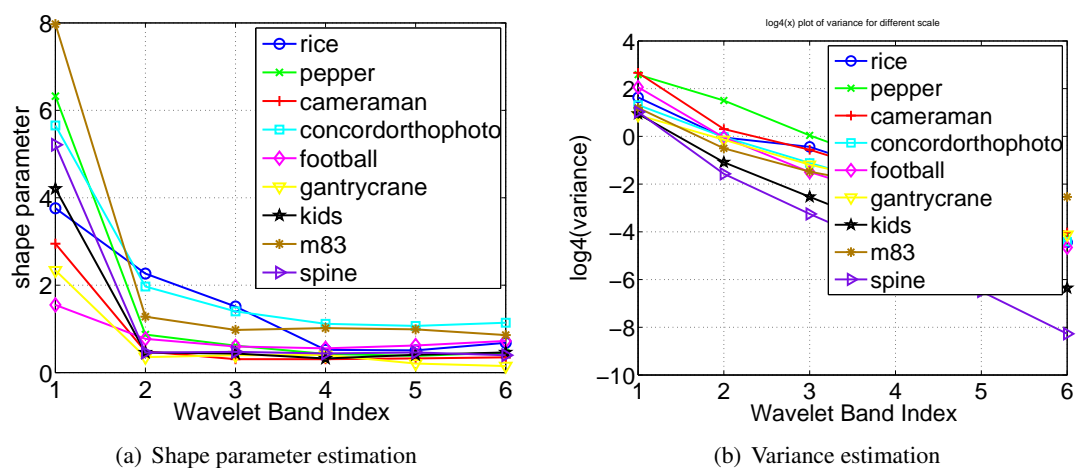 8
6
4
2
0
1 2 3 4 5 6
shape parameter
Wavelet Band Index
rice
pepper
cameraman
concordorthophoto
football
gantrycrane
kids
m83
spine
(a) Shape parameter estimation
log4(x) plot of variance for different scale
4
2
0
−2
−4
−6
−8
−10
1 2 3 4 5 6
log4(variance)
Wavelet Band Index
rice
pepper
cameraman
concordorthophoto
football
gantrycrane
kids
m83
spine
(b) Variance estimation